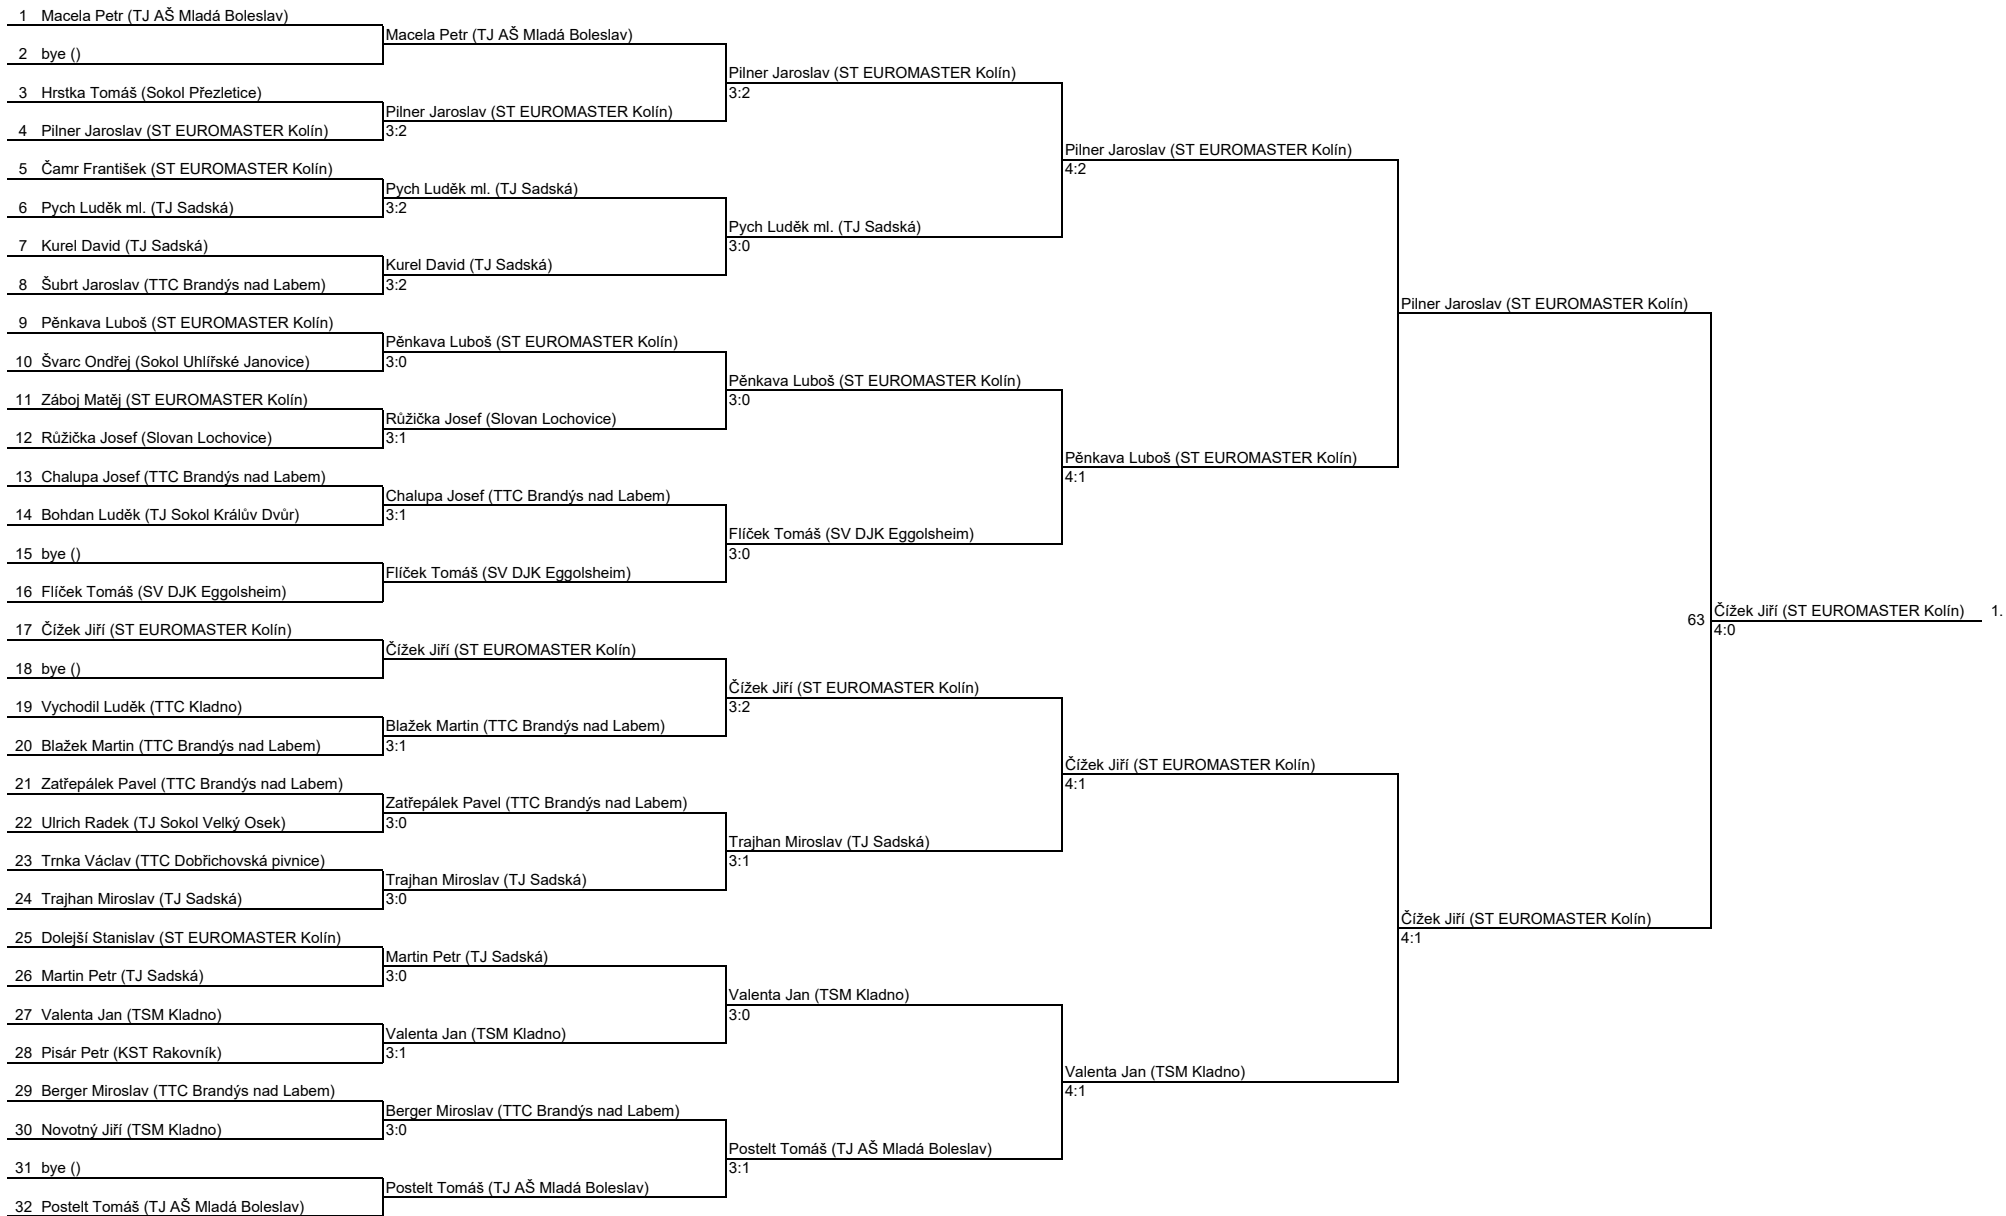 1 Macela Petr (TJ AŠ Mladá Boleslav)
Macela Petr (TJ AŠ Mladá Boleslav)
2 bye ()
Pilner Jaroslav (ST EUROMASTER Kolín)
3:2
3 Hrstka Tomáš (Sokol Přezletice)
Pilner Jaroslav (ST EUROMASTER Kolín)
3:2
4 Pilner Jaroslav (ST EUROMASTER Kolín)
Pilner Jaroslav (ST EUROMASTER Kolín)
4:2
5 Čamr František (ST EUROMASTER Kolín)
Pych Luděk ml. (TJ Sadská)
3:2
6 Pych Luděk ml. (TJ Sadská)
Pych Luděk ml. (TJ Sadská)
3:0
7 Kurel David (TJ Sadská)
Kurel David (TJ Sadská)
3:2
8 Šubrt Jaroslav (TTC Brandýs nad Labem)
Pilner Jaroslav (ST EUROMASTER Kolín)
9 Pěnkava Luboš (ST EUROMASTER Kolín)
Pěnkava Luboš (ST EUROMASTER Kolín)
3:0
10 Švarc Ondřej (Sokol Uhlířské Janovice)
Pěnkava Luboš (ST EUROMASTER Kolín)
3:0
11 Záboj Matěj (ST EUROMASTER Kolín)
Růžička Josef (Slovan Lochovice)
3:1
12 Růžička Josef (Slovan Lochovice)
Pěnkava Luboš (ST EUROMASTER Kolín)
4:1
13 Chalupa Josef (TTC Brandýs nad Labem)
Chalupa Josef (TTC Brandýs nad Labem)
3:1
14 Bohdan Luděk (TJ Sokol Králův Dvůr)
Flíček Tomáš (SV DJK Eggolsheim)
3:0
15 bye ()
Flíček Tomáš (SV DJK Eggolsheim)
16 Flíček Tomáš (SV DJK Eggolsheim)
63 Čížek Jiří (ST EUROMASTER Kolín) 1.
4:0
17 Čížek Jiří (ST EUROMASTER Kolín)
Čížek Jiří (ST EUROMASTER Kolín)
18 bye ()
Čížek Jiří (ST EUROMASTER Kolín)
3:2
19 Vychodil Luděk (TTC Kladno)
Blažek Martin (TTC Brandýs nad Labem)
3:1
20 Blažek Martin (TTC Brandýs nad Labem)
Čížek Jiří (ST EUROMASTER Kolín)
4:1
21 Zatřepálek Pavel (TTC Brandýs nad Labem)
Zatřepálek Pavel (TTC Brandýs nad Labem)
3:0
22 Ulrich Radek (TJ Sokol Velký Osek)
Trajhan Miroslav (TJ Sadská)
3:1
23 Trnka Václav (TTC Dobřichovská pivnice)
Trajhan Miroslav (TJ Sadská)
3:0
24 Trajhan Miroslav (TJ Sadská)
Čížek Jiří (ST EUROMASTER Kolín)
4:1
25 Dolejší Stanislav (ST EUROMASTER Kolín)
Martin Petr (TJ Sadská)
3:0
26 Martin Petr (TJ Sadská)
Valenta Jan (TSM Kladno)
3:0
27 Valenta Jan (TSM Kladno)
Valenta Jan (TSM Kladno)
3:1
28 Pisár Petr (KST Rakovník)
Valenta Jan (TSM Kladno)
4:1
29 Berger Miroslav (TTC Brandýs nad Labem)
Berger Miroslav (TTC Brandýs nad Labem)
3:0
30 Novotný Jiří (TSM Kladno)
Postelt Tomáš (TJ AŠ Mladá Boleslav)
3:1
31 bye ()
Postelt Tomáš (TJ AŠ Mladá Boleslav)
32 Postelt Tomáš (TJ AŠ Mladá Boleslav)